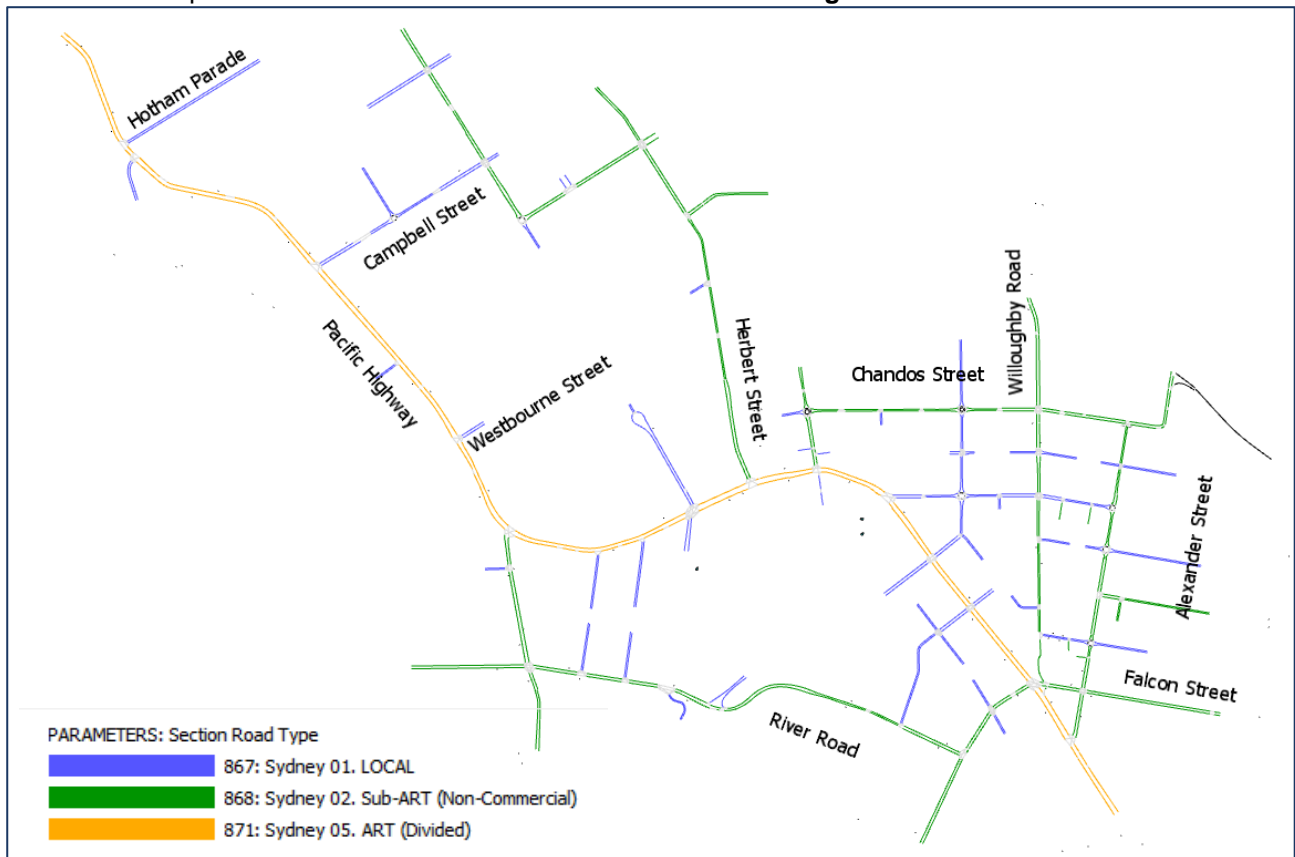 Hotham Parade
Campbell Street
Pacific Highway
Westbourne Street
Herbert Street
Chandos Street
Willoughby Road
Alexander Street
Falcon Street
River Road
PARAMETERS: Section Road Type
867: Sydney 01. LOCAL
868: Sydney 02. Sub-ART (Non-Commercial)
871: Sydney 05. ART (Divided)